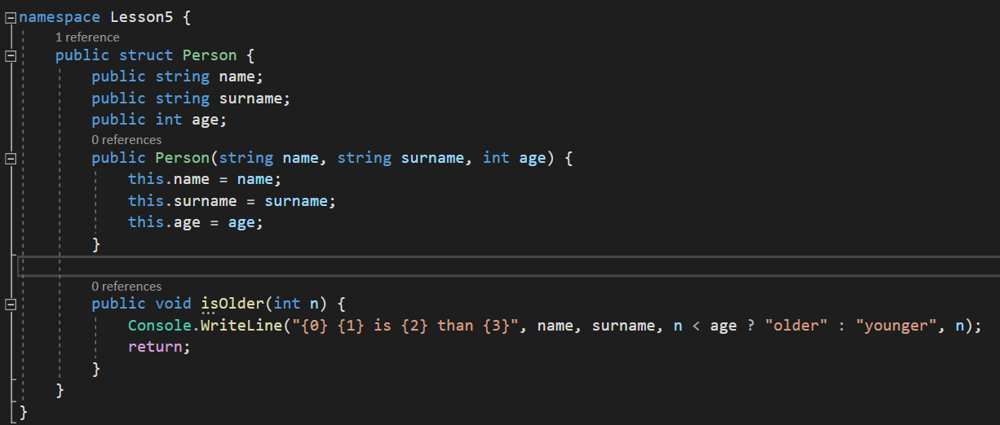 namespace Lesson5 {
1 reference
public struct Person {
public string name;
public string surname;
public int age;
0 references
public Person(string name, string surname, int age) {
this.name = name;
this.surname = surname;
this.age = age;
}
0 references
public void isOlder(int n) {
Console.WriteLine("{0} {1} is {2} than {3}", name, surname, n < age ? "older" : "younger", n);
return;
}
}
}